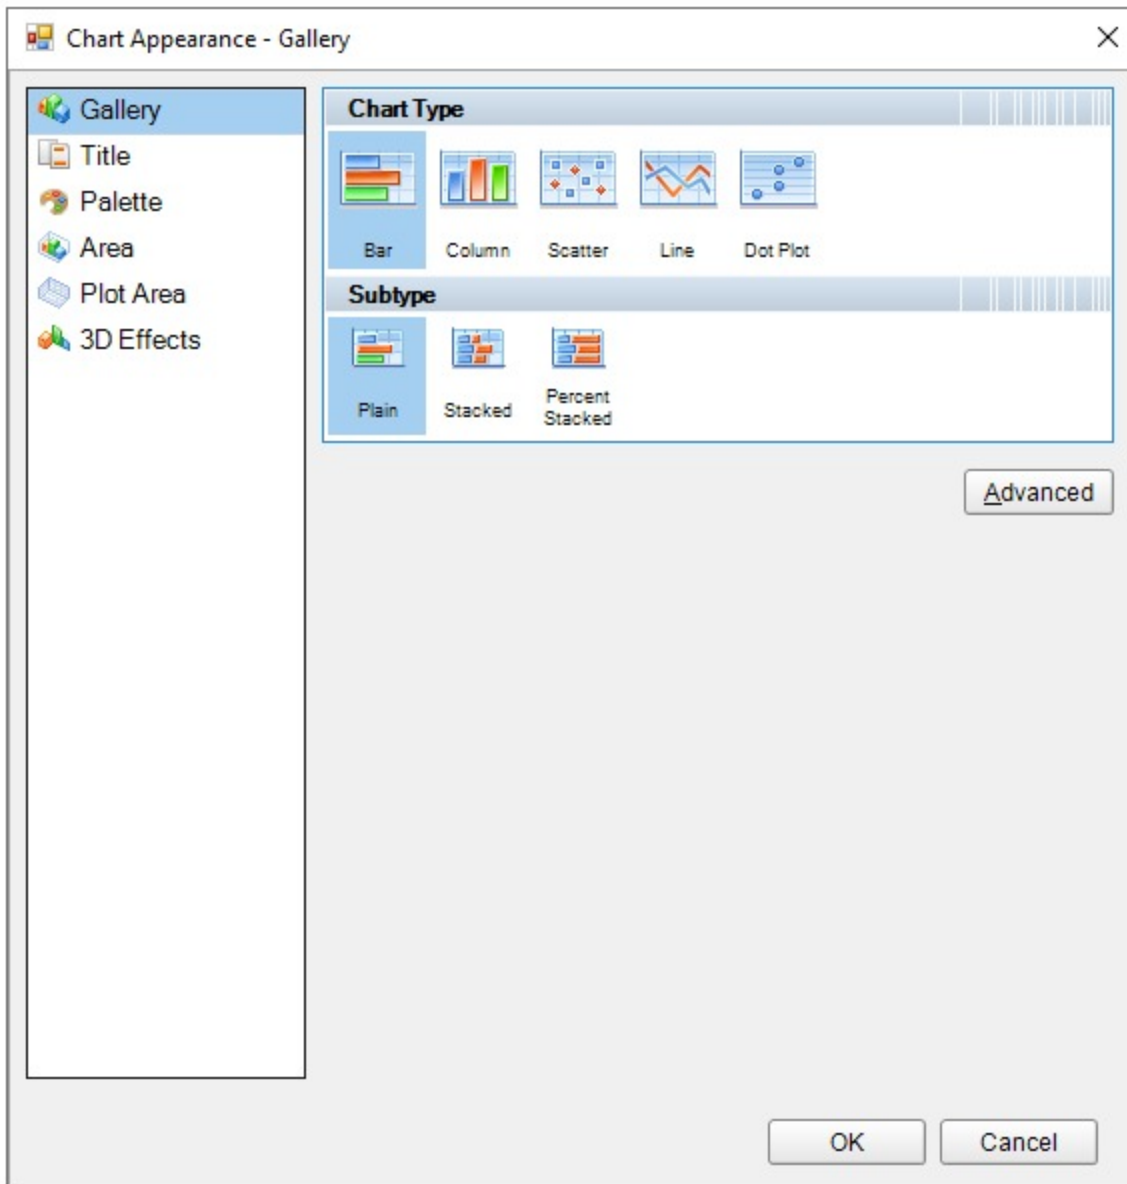 Chart Appearance - Gallery
Gallery
Title
Palette
Area
Plot Area
3D Effects
Chart Type
Bar
Column
Scatter
Line
Dot Plot
Subtype
Plain
Stacked
Percent
Stacked
Advanced
OK
Cancel